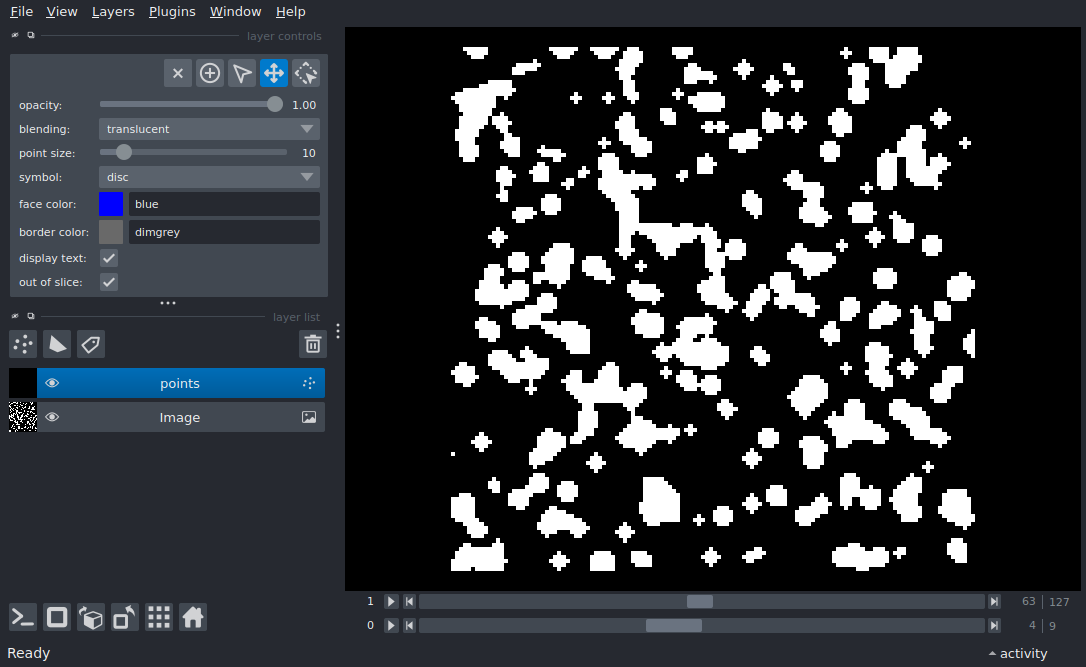 File View Layers Plugins Window Help
layer controls
opacity: 1.00
blending: translucent
point size: 10
symbol: disc
face color: blue
border color: dimgrey
display text:
out of slice:
layer list
points
Image
1 63 127
0 4 9
Ready activity